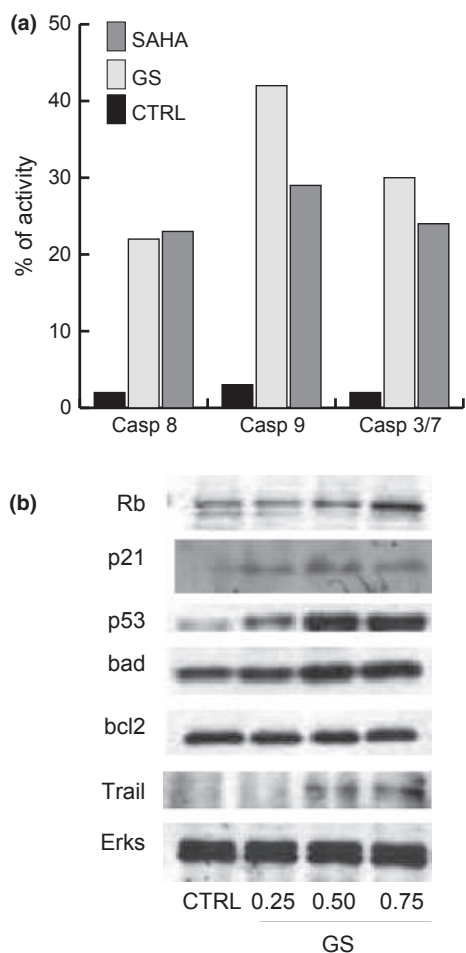 (a)
50
40
30
20
10
0
% of activity
SAHA
GS
CTRL
Casp 8 Casp 9 Casp 3/7
(b)
Rb
p21
p53
bad
bcl2
Trail
Erks
CTRL 0.25 0.50 0.75
GS